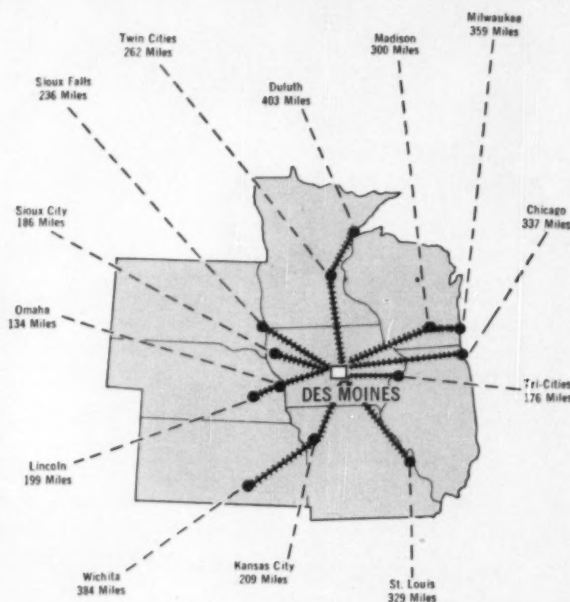 Milwaukee
359 Miles
Twin Cities
262 Miles
Madison
300 Miles
Sioux Falls
236 Miles
Duluth
403 Miles
Sioux City
186 Miles
Chicago
337 Miles
Omaha
134 Miles
DES MOINES
Tri-Cities
176 Miles
Lincoln
199 Miles
Wichita
384 Miles
Kansas City
209 Miles
St. Louis
329 Miles